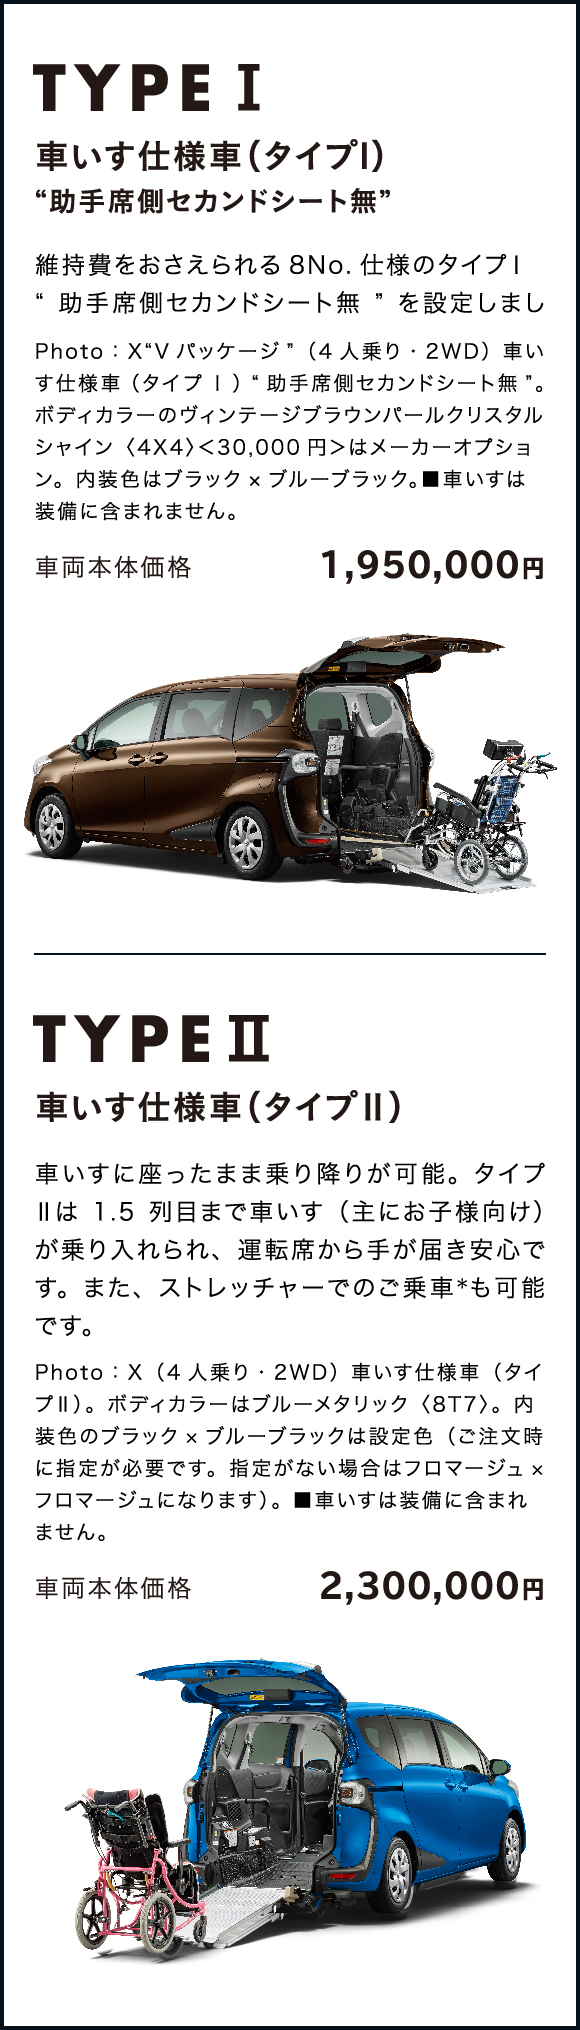 TYPE Ⅰ
車いす仕様車(タイプⅠ)
“助手席側セカンドシート無”
維持費をおさえられる 8No. 仕様のタイプⅠ
“ 助手席側セカンドシート無 ” を設定しまし
Photo：X“V パッケージ ”（4 人乗り・2WD）車い
す仕様車（タイプ Ⅰ ）“ 助手席側セカンドシート無 ”。
ボディカラーのヴィンテージブラウンパールクリスタル
シャイン〈4X4〉<30,000 円>はメーカーオプショ
ン。内装色はブラック × ブルーブラック。■車いすは
装備に含まれません。
車両本体価格 1,950,000円
TYPE Ⅱ
車いす仕様車(タイプⅡ)
車いすに座ったまま乗り降りが可能。タイプ
Ⅱは 1.5 列目まで車いす（主にお子様向け）
が乗り入れられ、運転席から手が届き安心で
す。また、ストレッチャーでのご乗車*も可能
です。
Photo：X（4 人乗り・2WD）車いす仕様車（タイ
プⅡ）。ボディカラーはブルーメタリック〈8T7〉。内
装色のブラック × ブルーブラックは設定色（ご注文時
に指定が必要です。指定がない場合はフロマージュ ×
フロマージュになります）。■車いすは装備に含まれ
ません。
車両本体価格 2,300,000円